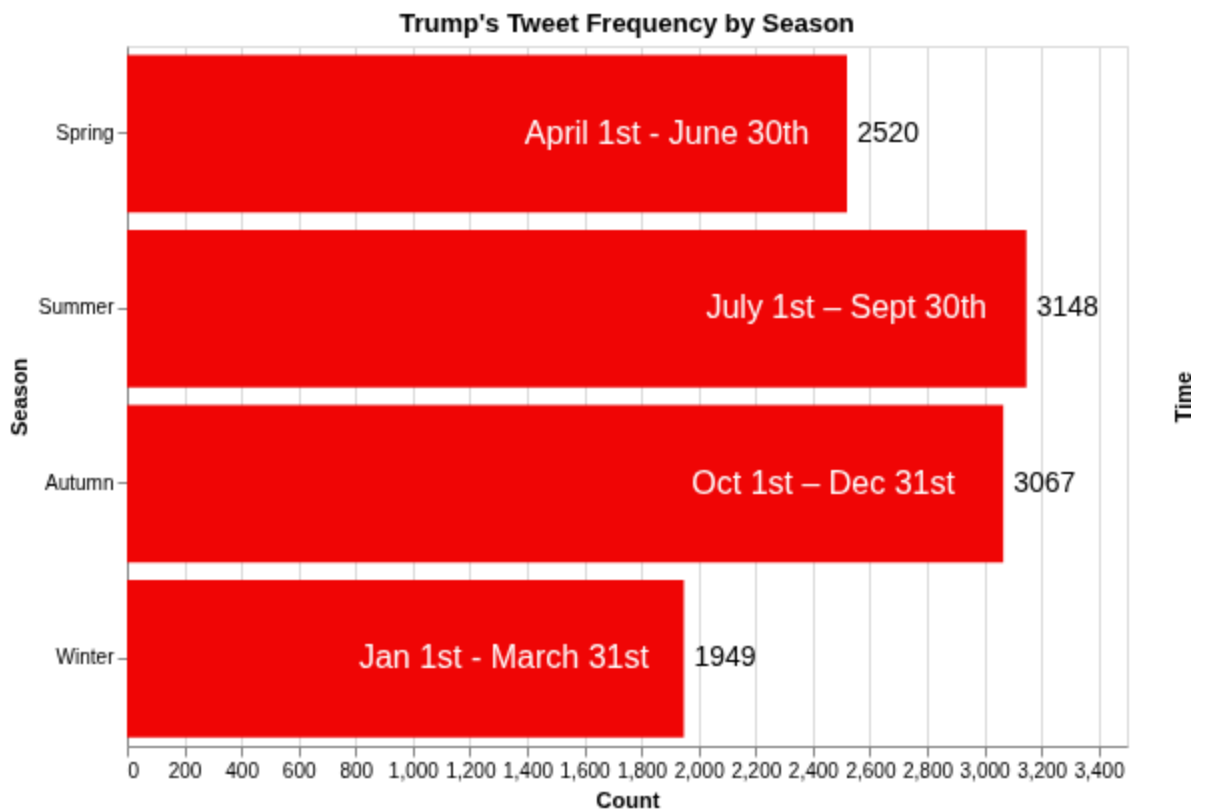 Trump's Tweet Frequency by Season
Season
Spring
April 1st - June 30th
2520
Summer
July 1st – Sept 30th
3148
Autumn
Oct 1st – Dec 31st
3067
Winter
Jan 1st - March 31st
1949
0 200 400 600 800 1,000 1,200 1,400 1,600 1,800 2,000 2,200 2,400 2,600 2,800 3,000 3,200 3,400
Count
Time